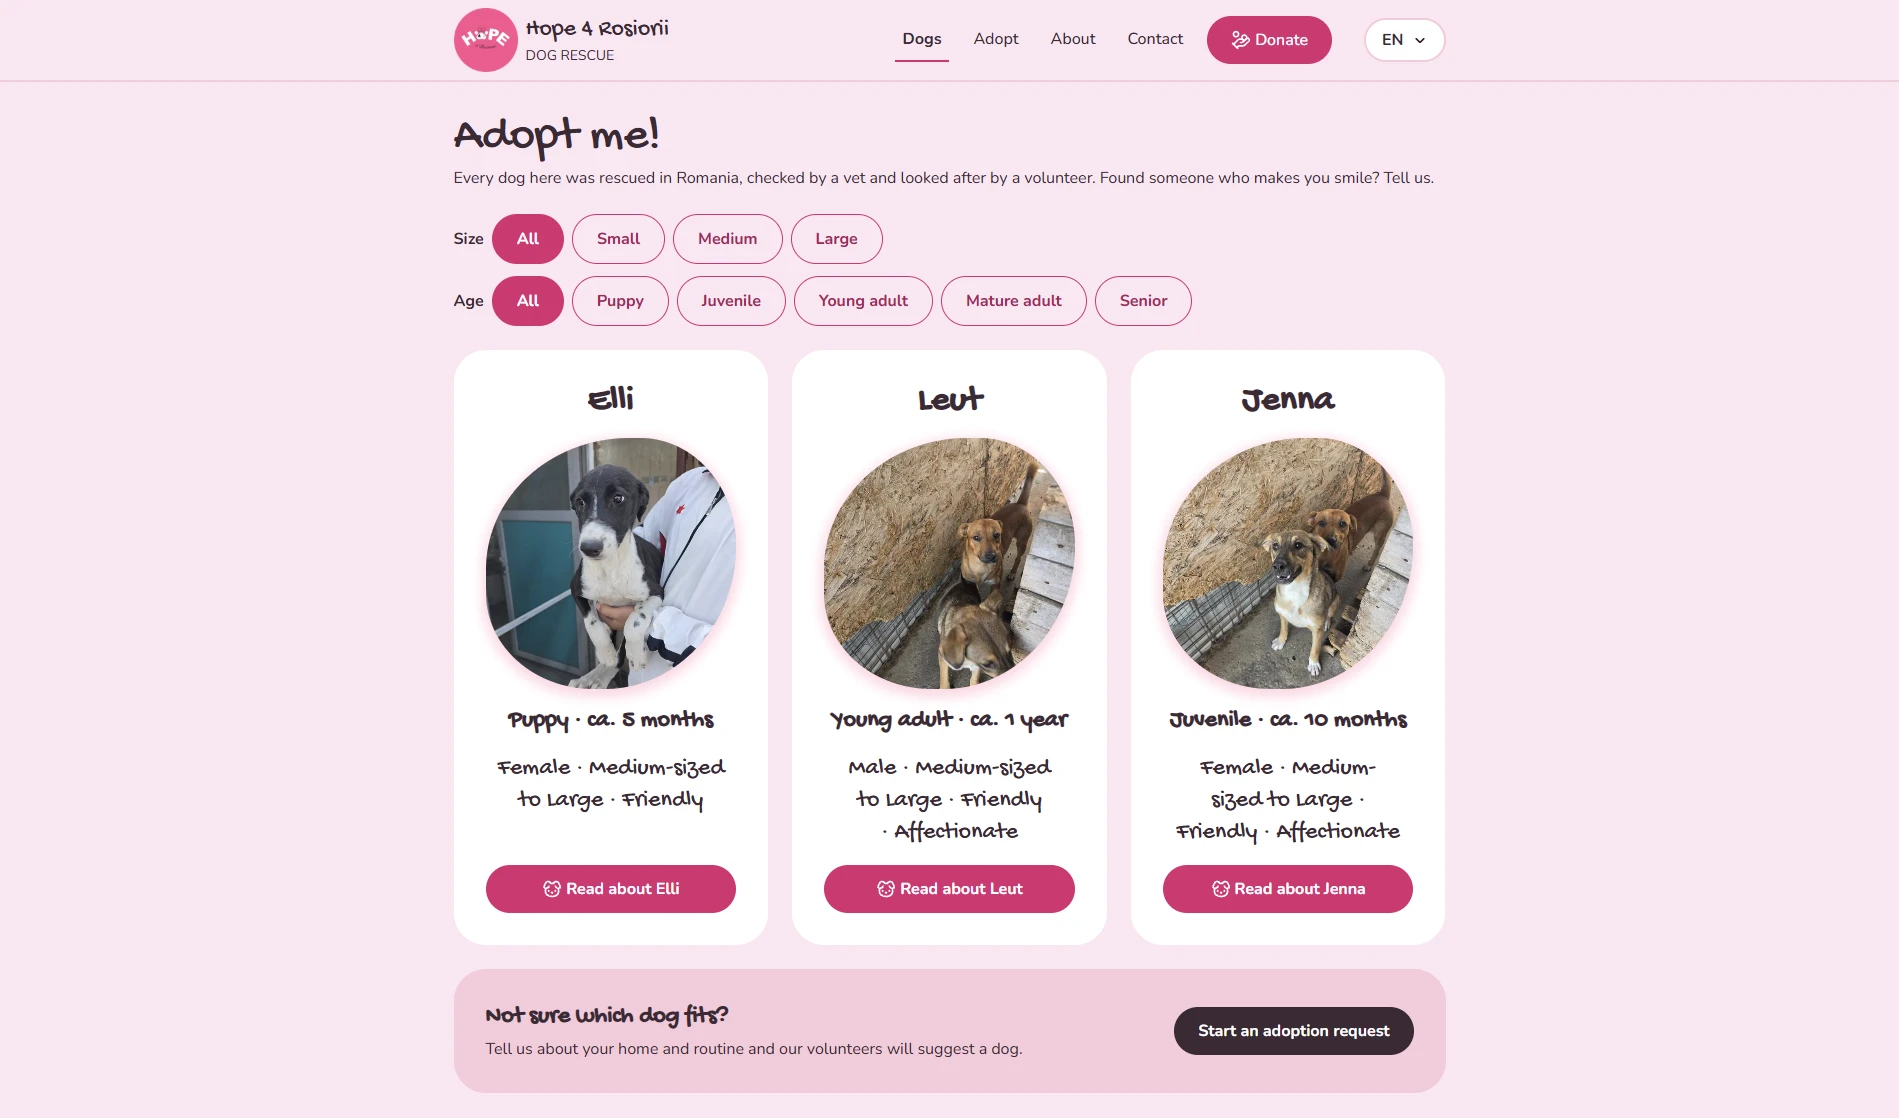 HOPE
Hope 4 Rosiorii
DOG RESCUE
Dogs
Adopt
About
Contact
Donate
EN
Adopt me!
Every dog here was rescued in Romania, checked by a vet and looked after by a volunteer. Found someone who makes you smile? Tell us.
Size
All
Small
Medium
Large
Age
All
Puppy
Juvenile
Young adult
Mature adult
Senior
Elli
Puppy · ca. 5 months
Female · Medium-sized
to Large · Friendly
Read about Elli
Leut
Young adult · ca. 1 year
Male · Medium-sized
to Large · Friendly
· Affectionate
Read about Leut
Jenna
Juvenile · ca. 10 months
Female · Medium-
sized to Large ·
Friendly · Affectionate
Read about Jenna
Not sure which dog fits?
Tell us about your home and routine and our volunteers will suggest a dog.
Start an adoption request